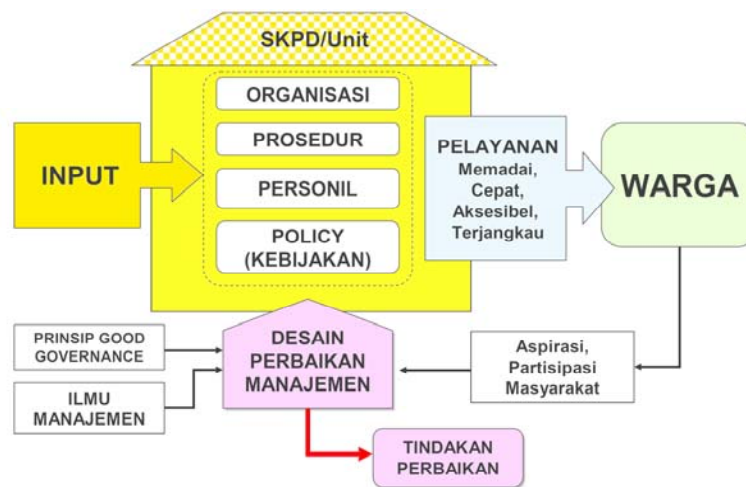 SKPD/Unit
ORGANISASI
PROSEDUR
PERSONIL
POLICY
(KEBIJAKAN)
INPUT
PELAYANAN
Memadai,
Cepat,
Aksesibel,
Terjangkau
WARGA
PRINSIP GOOD
GOVERNANCE
ILMU
MANAJEMEN
DESAIN
PERBAIKAN
MANAJEMEN
Aspirasi,
Partisipasi
Masyarakat
TINDAKAN
PERBAIKAN